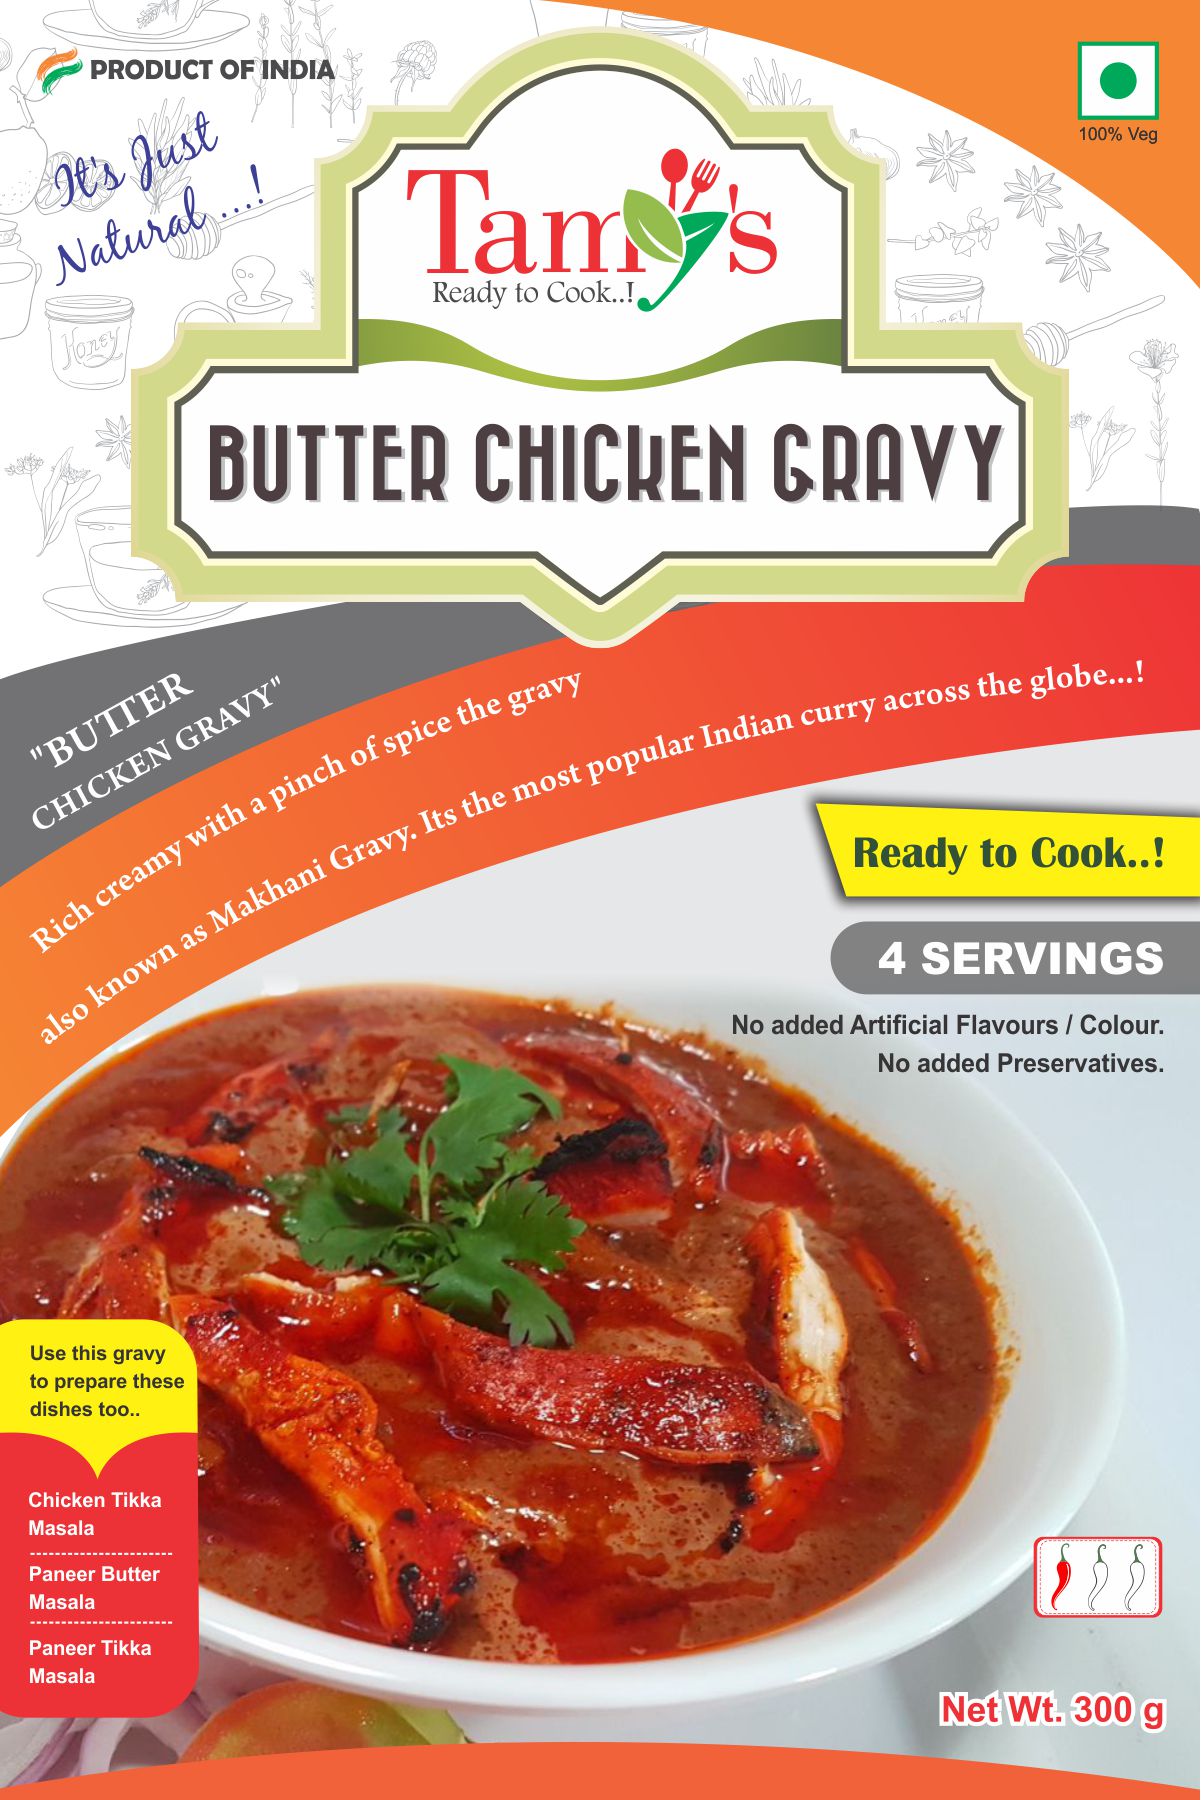 PRODUCT OF INDIA
100% Veg
It's Just
Natural ...!
Tamy's
Ready to Cook..!
Honey
BUTTER CHICKEN GRAVY
"BUTTER
CHICKEN GRAVY"
Rich creamy with a pinch of spice the gravy
also known as Makhani Gravy. Its the most popular Indian curry across the globe...!
Ready to Cook..!
4 SERVINGS
No added Artificial Flavours / Colour.
No added Preservatives.
Use this gravy
to prepare these
dishes too..
Chicken Tikka
Masala
Paneer Butter
Masala
Paneer Tikka
Masala
Net Wt. 300 g